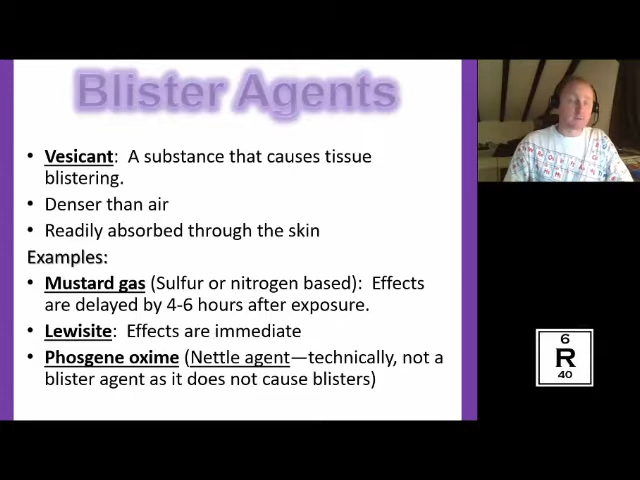 Blister Agents
• Vesicant:  A substance that causes tissue
blistering.
• Denser than air
• Readily absorbed through the skin
Examples:
• Mustard gas (Sulfur or nitrogen based):  Effects
are delayed by 4-6 hours after exposure.
• Lewisite:  Effects are immediate
• Phosgene oxime (Nettle agent—technically, not a
blister agent as it does not cause blisters)
6
R
40